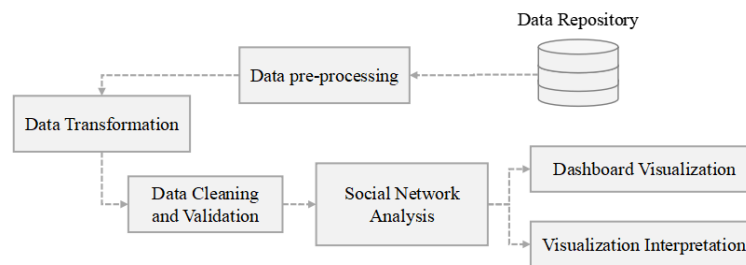 Data Repository
Data pre-processing
Data Transformation
Data Cleaning
and Validation
Social Network
Analysis
Dashboard Visualization
Visualization Interpretation